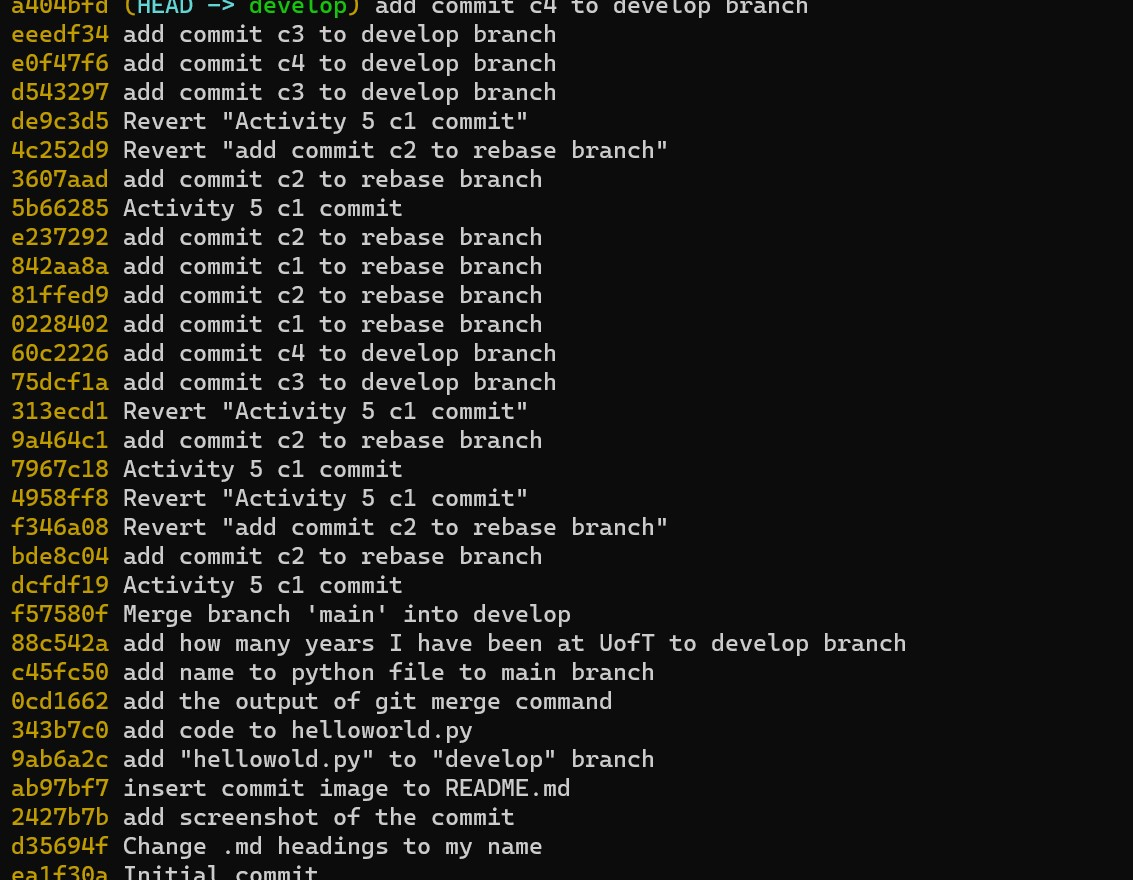 a404bfd (HEAD -> develop) add commit c4 to develop branch
eeedf34 add commit c3 to develop branch
e0f47f6 add commit c4 to develop branch
d543297 add commit c3 to develop branch
de9c3d5 Revert "Activity 5 c1 commit"
4c252d9 Revert "add commit c2 to rebase branch"
3607aad add commit c2 to rebase branch
5b66285 Activity 5 c1 commit
e237292 add commit c2 to rebase branch
842aa8a add commit c1 to rebase branch
81ffed9 add commit c2 to rebase branch
0228402 add commit c1 to rebase branch
60c2226 add commit c4 to develop branch
75dcf1a add commit c3 to develop branch
313ecd1 Revert "Activity 5 c1 commit"
9a464c1 add commit c2 to rebase branch
7967c18 Activity 5 c1 commit
4958ff8 Revert "Activity 5 c1 commit"
f346a08 Revert "add commit c2 to rebase branch"
bde8c04 add commit c2 to rebase branch
dcfdf19 Activity 5 c1 commit
f57580f Merge branch 'main' into develop
88c542a add how many years I have been at UofT to develop branch
c45fc50 add name to python file to main branch
0cd1662 add the output of git merge command
343b7c0 add code to helloworld.py
9ab6a2c add "hellowold.py" to "develop" branch
ab97bf7 insert commit image to README.md
2427b7b add screenshot of the commit
d35694f Change .md headings to my name
ea1f30a Initial commit